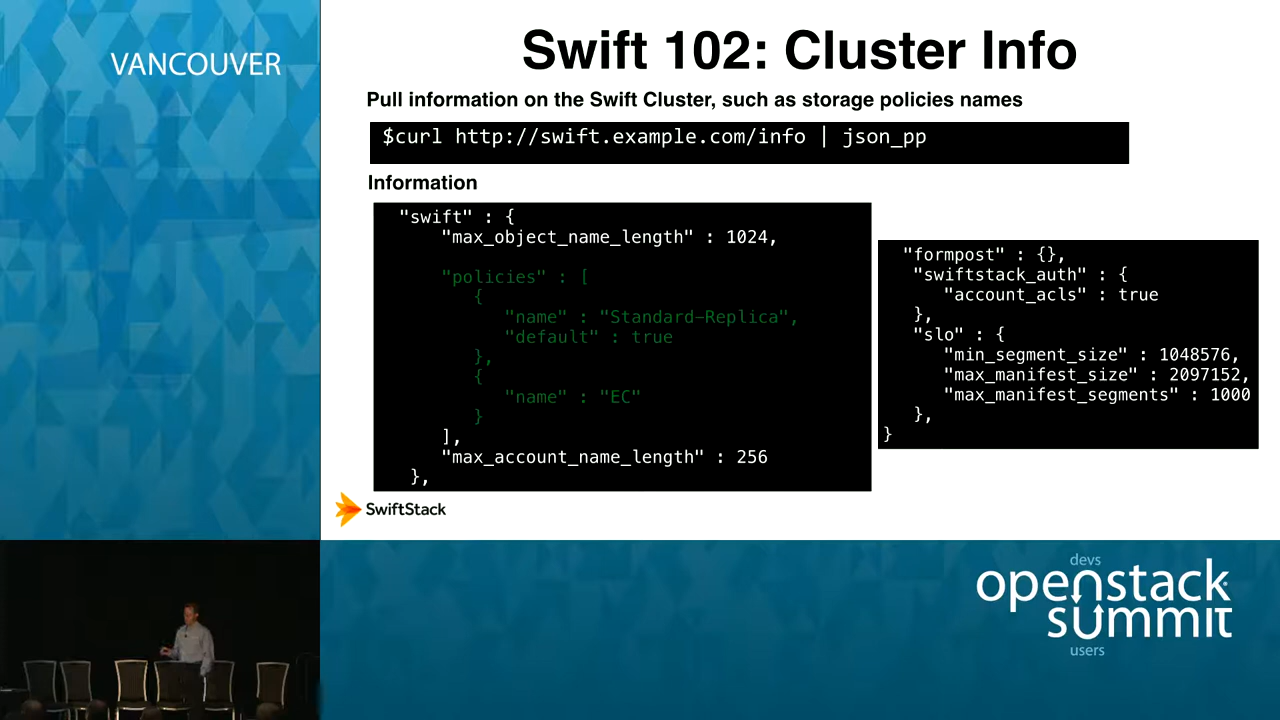 VANCOUVER
Swift 102: Cluster Info
Pull information on the Swift Cluster, such as storage policies names
$curl http://swift.example.com/info | json_pp
Information
"swift" : {
"max_object_name_length" : 1024,
"policies" : [
{
"name" : "Standard-Replica",
"default" : true
},
{
"name" : "EC"
}
],
"max_account_name_length" : 256
},
"formpost" : {},
"swiftstack_auth" : {
"account_acls" : true
},
"slo" : {
"min_segment_size" : 1048576,
"max_manifest_size" : 2097152,
"max_manifest_segments" : 1000
},
}
SwiftStack
devs
openstack
summit
users